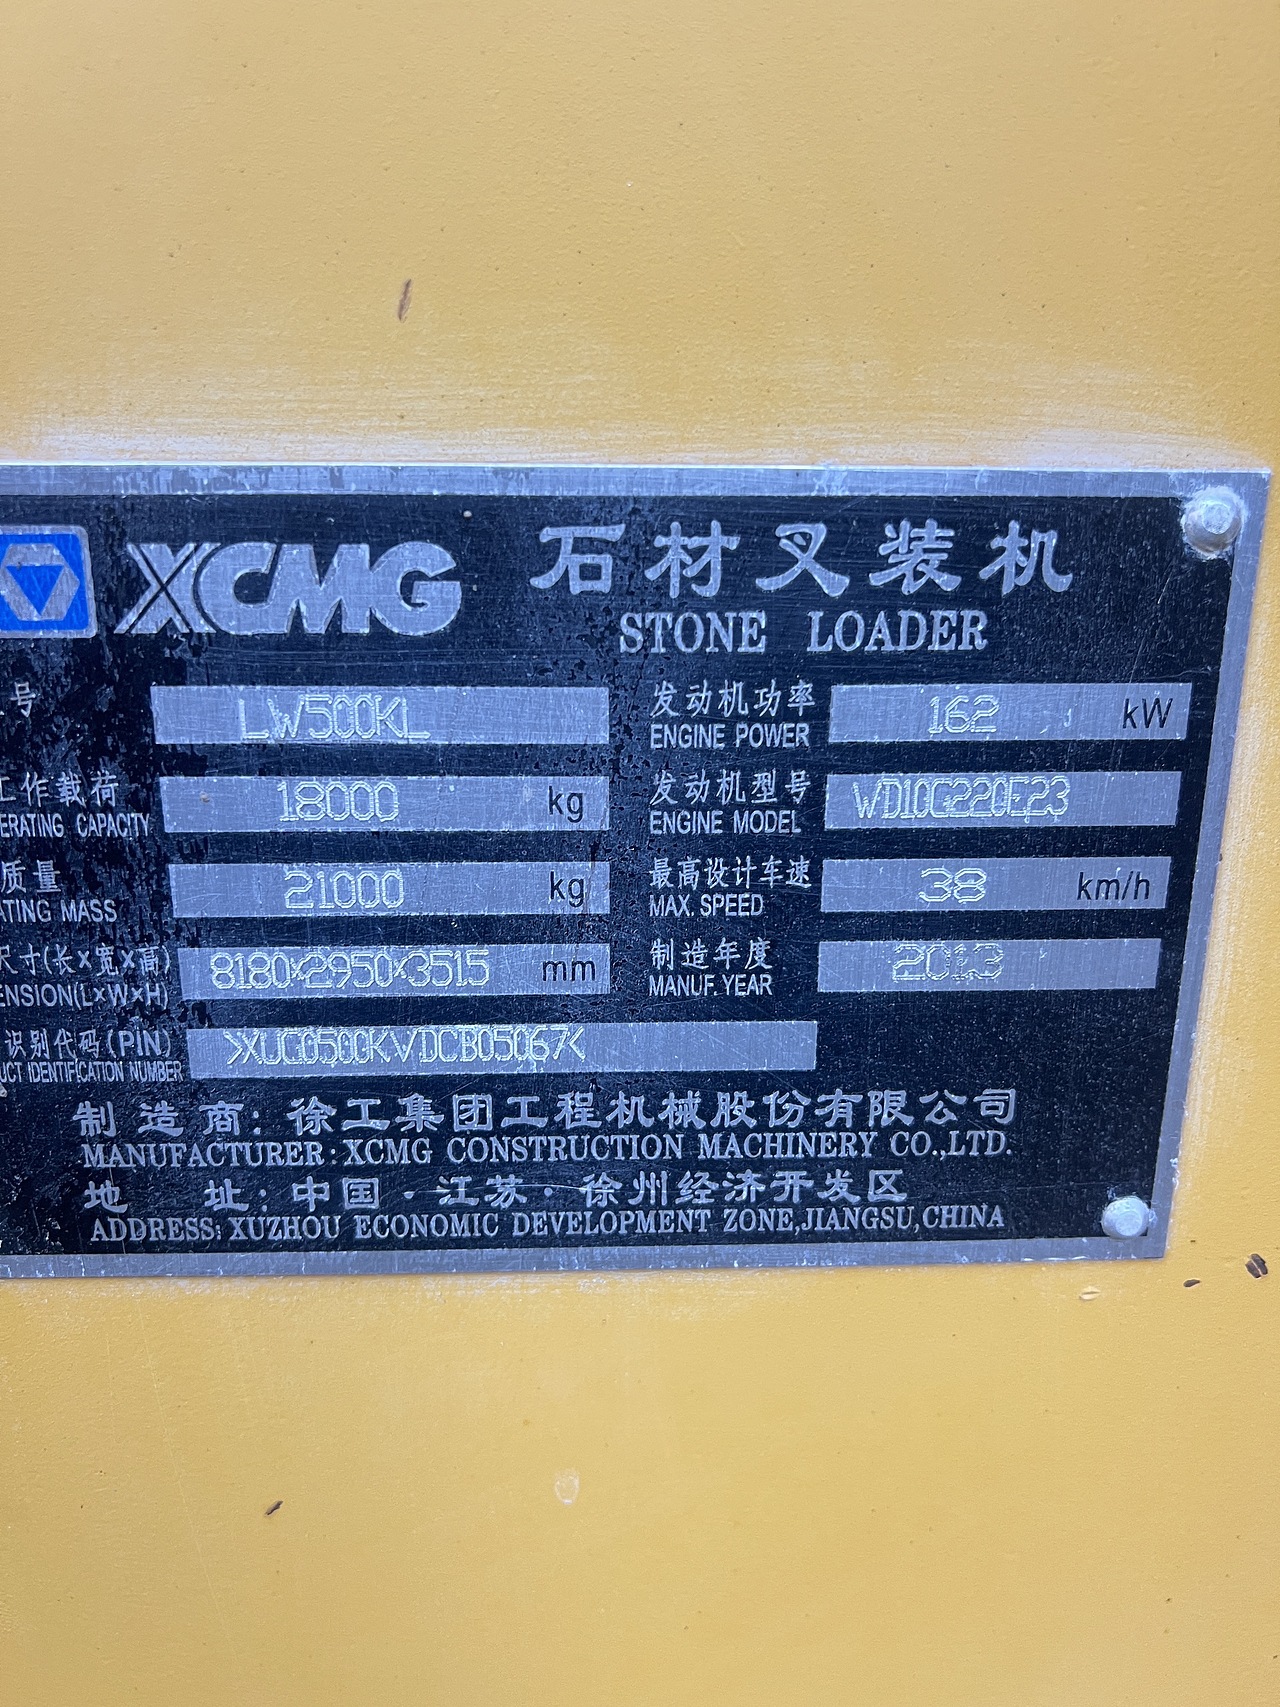 XCMG 石材叉装机
STONE LOADER
号 LW500KL 发动机功率 162 kW
ENGINE POWER
工作载荷 18000 kg 发动机型号 WD10G220E23
ERATING CAPACITY ENGINE MODEL
质量 21000 kg 最高设计车速 38 km/h
ATING MASS MAX. SPEED
尺寸(长×宽×高) 8180×2950×3515 mm 制造年度 2013
ENSION(L×W×H) MANUF. YEAR
识别代码(PIN) >XUG0500KVDCB05067<
UCT IDENTIFICATION NUMBER
制造商: 徐工集团工程机械股份有限公司
MANUFACTURER: XCMG CONSTRUCTION MACHINERY CO.,LTD.
地 址: 中国·江苏·徐州经济开发区
ADDRESS: XUZHOU ECONOMIC DEVELOPMENT ZONE,JIANGSU,CHINA